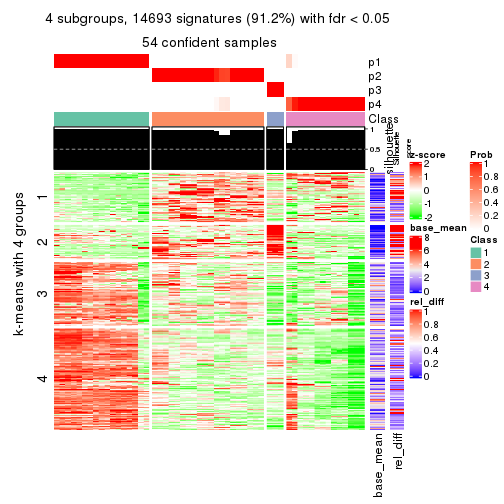 4 subgroups, 14693 signatures (91.2%) with fdr < 0.05
54 confident samples
p1
p2
p3
p4
Class
1
0.5
0
silhouette
Silhouette
score
k-means with 4 groups
1
2
3
4
base_mean
rel_diff
z-score
2
1
0
-1
-2
base_mean
8
6
4
2
0
rel_diff
1
0.8
0.6
0.4
0.2
0
Prob
1
0.8
0.6
0.4
0.2
0
Class
1
2
3
4